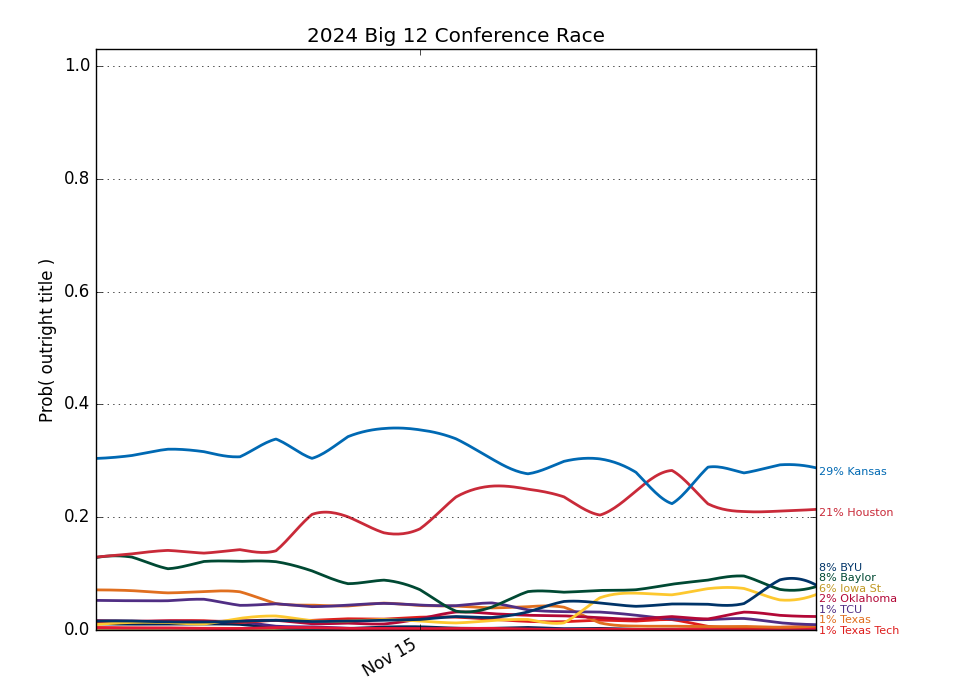 2024 Big 12 Conference Race
1.0
0.8
0.6
0.4
0.2
0.0
Prob( outright title )
Nov 15
29% Kansas
21% Houston
8% BYU
8% Baylor
6% Iowa St.
2% Oklahoma
1% TCU
1% Texas
1% Texas Tech